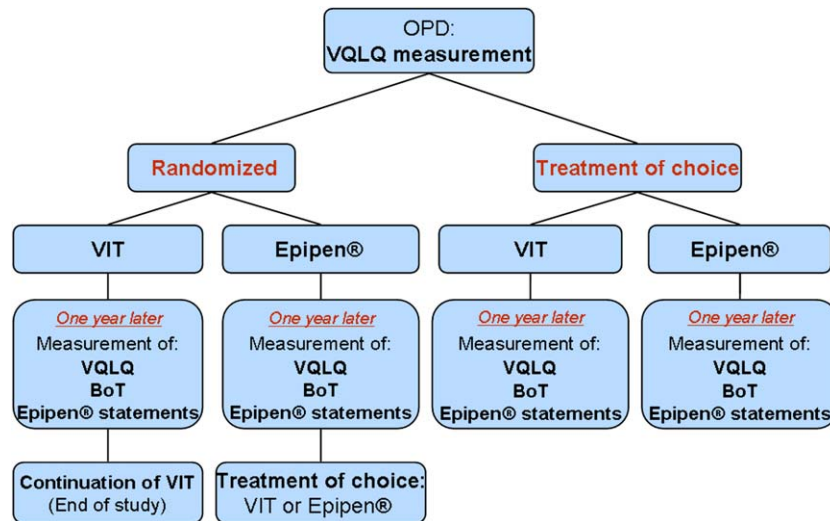 OPD:
VQLQ measurement
Randomized
Treatment of choice
VIT
Epipen®
VIT
Epipen®
One year later
Measurement of:
VQLQ
BoT
Epipen® statements
One year later
Measurement of:
VQLQ
BoT
Epipen® statements
One year later
Measurement of:
VQLQ
BoT
Epipen® statements
One year later
Measurement of:
VQLQ
BoT
Epipen® statements
Continuation of VIT
(End of study)
Treatment of choice:
VIT or Epipen®